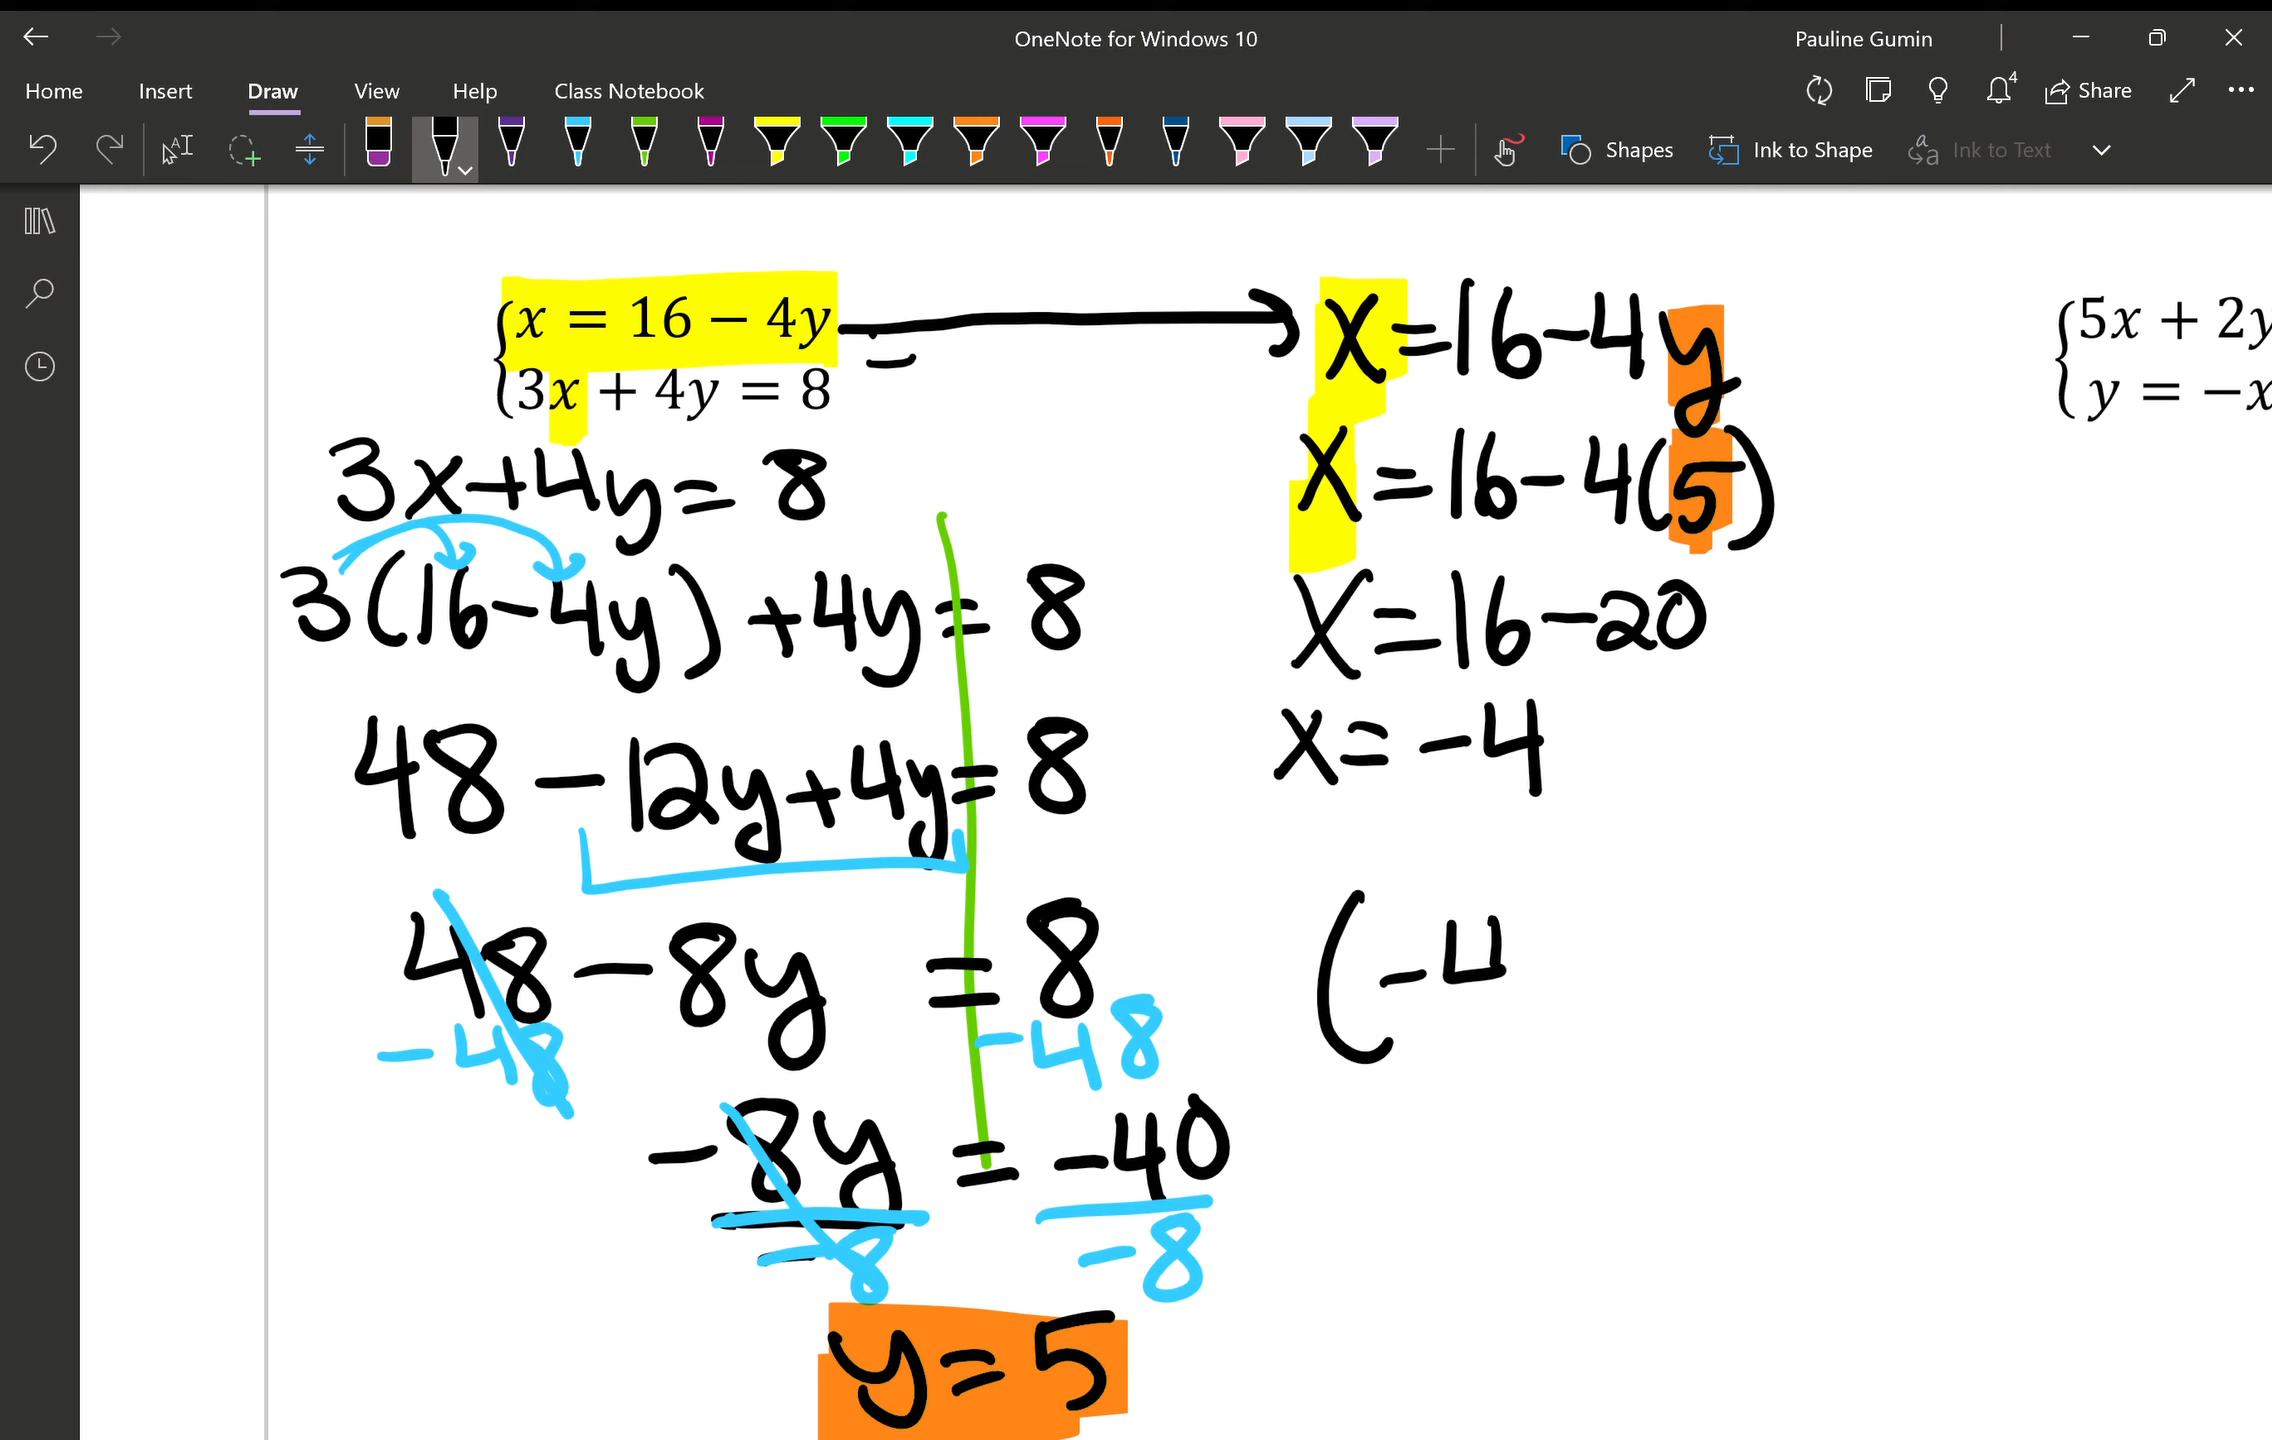 OneNote for Windows 10
Pauline Gumin
Home Insert Draw View Help Class Notebook
4 Share
Shapes Ink to Shape Ink to Text
x = 16 − 4y
3x + 4y = 8
3x+4y=8
3(16-4y)+4y=8
48-12y+4y=8
48-8y=8
-48 -48
-8y=-40
-8 -8
y=5
x=16-4y
x=16-4(5)
x=16-20
x=-4
(-4
5x + 2y
y = −x